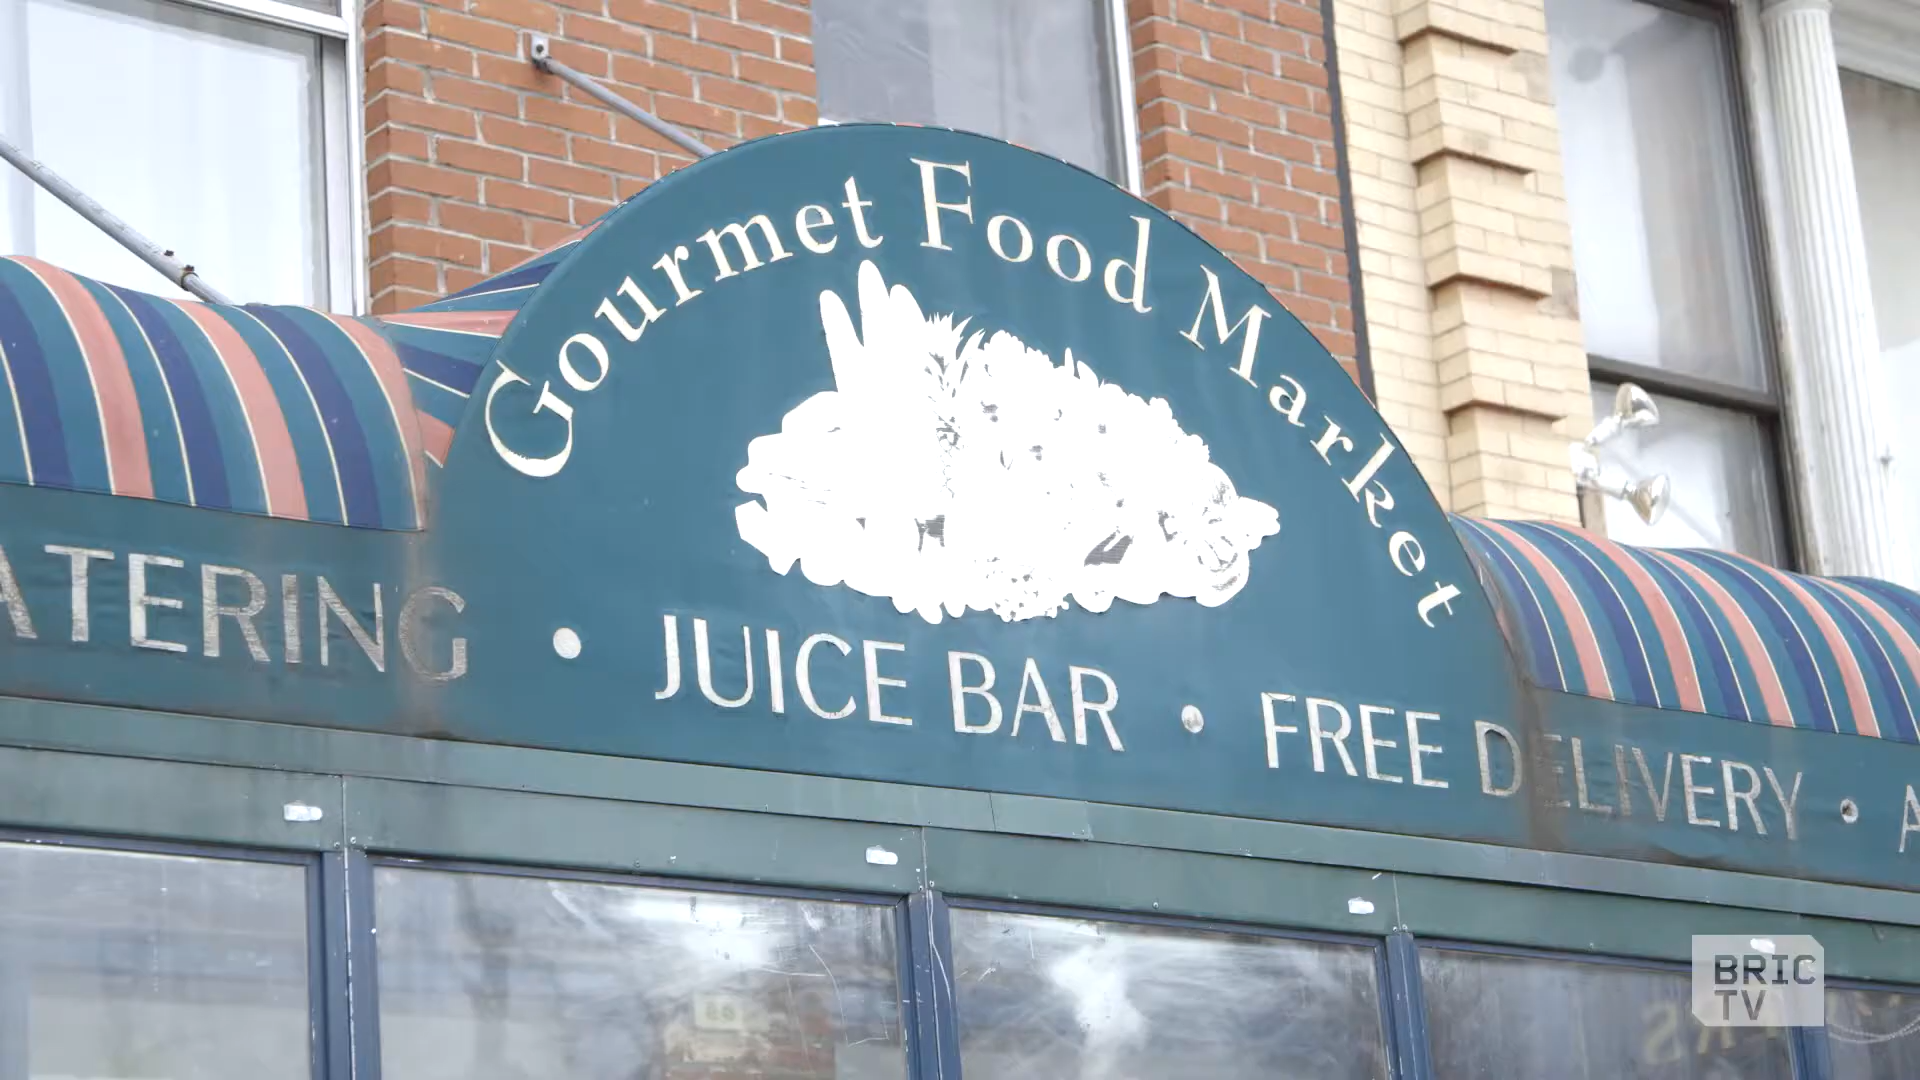 Gourmet Food Market
ATERING • JUICE BAR • FREE DELIVERY • A
BRIC
TV